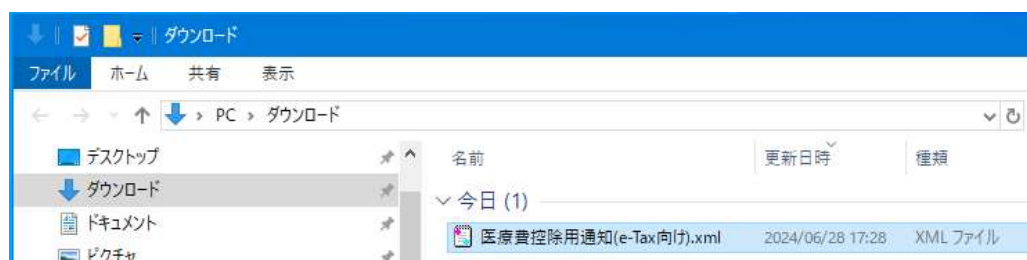 ダウンロード
ファイル ホーム 共有 表示
PC › ダウンロード
デスクトップ
ダウンロード
ドキュメント
ピクチャ
名前 更新日時 種類
今日 (1)
医療費控除用通知(e-Tax向け).xml 2024/06/28 17:28 XML ファイル